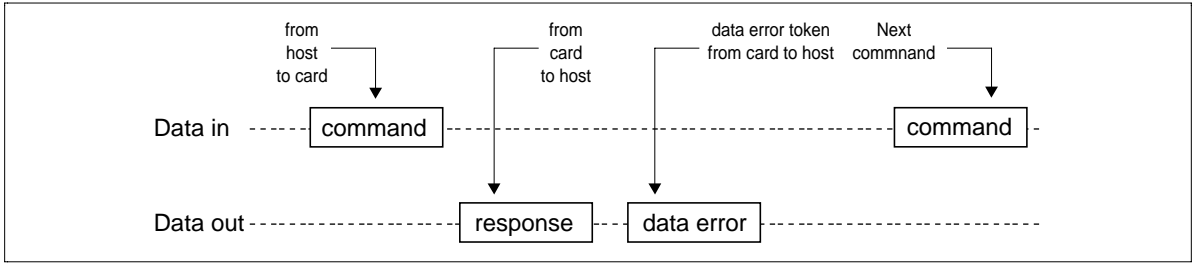 from
host
to card
from
card
to host
data error token
from card to host
Next
commnand
Data in
command
command
Data out
response
data error